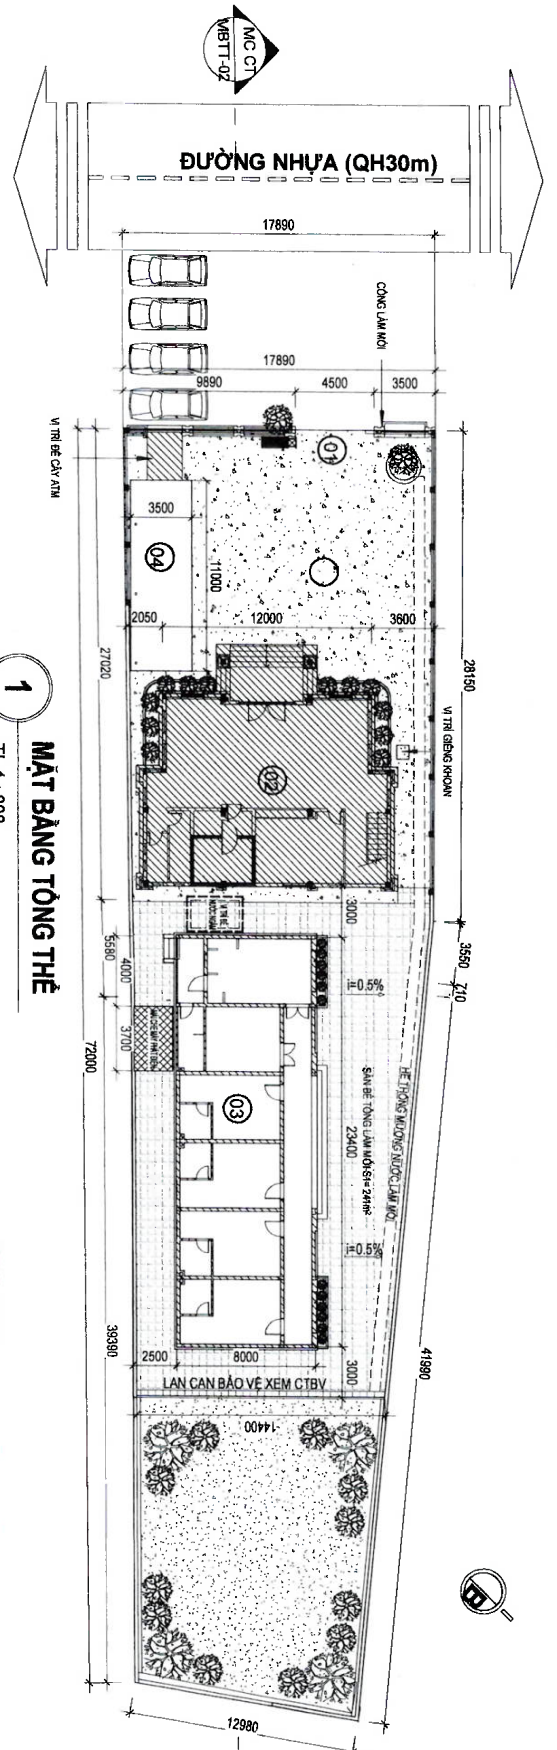 MC CT
MBTT-02
ĐƯỜNG NHỰA (QH30m)
17890
CỔNG LÀM MỚI
17890
9890
4500
3500
VỊ TRÍ ĐỂ CÂY ATM
01
3500
04
11000
2050
12000
3600
27020
28150
VỊ TRÍ GIẾNG KHOAN
02
1
MẶT BẰNG TỔNG THỂ
3000
3550
710
5580
4000
i=0.5%
3700
72000
03
HỆ THỐNG MƯƠNG NƯỚC LÀM MỚI
SÂN BÊ TÔNG LÀM MỚI S1= 241m²
23400
i=0.5%
39390
41990
2500
8000
3000
LAN CAN BẢO VỆ XEM CTBV
14400
B
12980